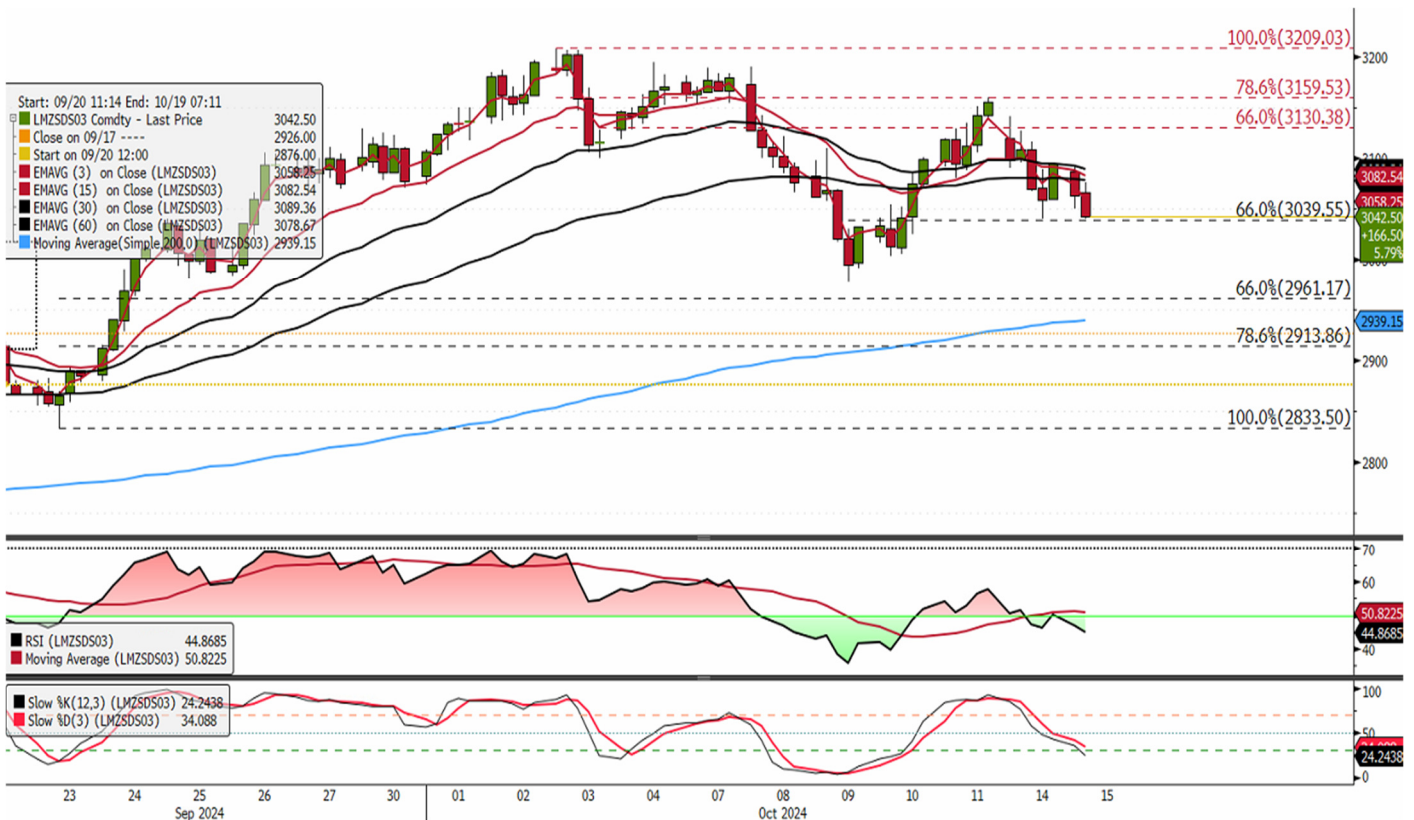 100.0%(3209.03)
3200
78.6%(3159.53)
66.0%(3130.38)
Start: 09/20 11:14 End: 10/19 07:11
LMZSDS03 Comdty - Last Price 3042.50
Close on 09/17 ---- 2926.00
Start on 09/20 12:00 2876.00
EMAVG (3) on Close (LMZSDS03) 3058.25
EMAVG (15) on Close (LMZSDS03) 3082.54
EMAVG (30) on Close (LMZSDS03) 3089.36
EMAVG (60) on Close (LMZSDS03) 3078.67
Moving Average(Simple,200,0) (LMZSDS03) 2939.15
3082.54
3058.25
66.0%(3039.55)
3042.50
+166.50
5.79%
66.0%(2961.17)
2939.15
78.6%(2913.86)
2900
100.0%(2833.50)
2800
70
60
50.8225
44.8685
40
RSI (LMZSDS03) 44.8685
Moving Average (LMZSDS03) 50.8225
100
50
24.2438
0
Slow %K(12,3) (LMZSDS03) 24.2438
Slow %D(3) (LMZSDS03) 34.088
23 24 25 26 27 30 01 02 03 04 07 08 09 10 11 14 15
Sep 2024 Oct 2024